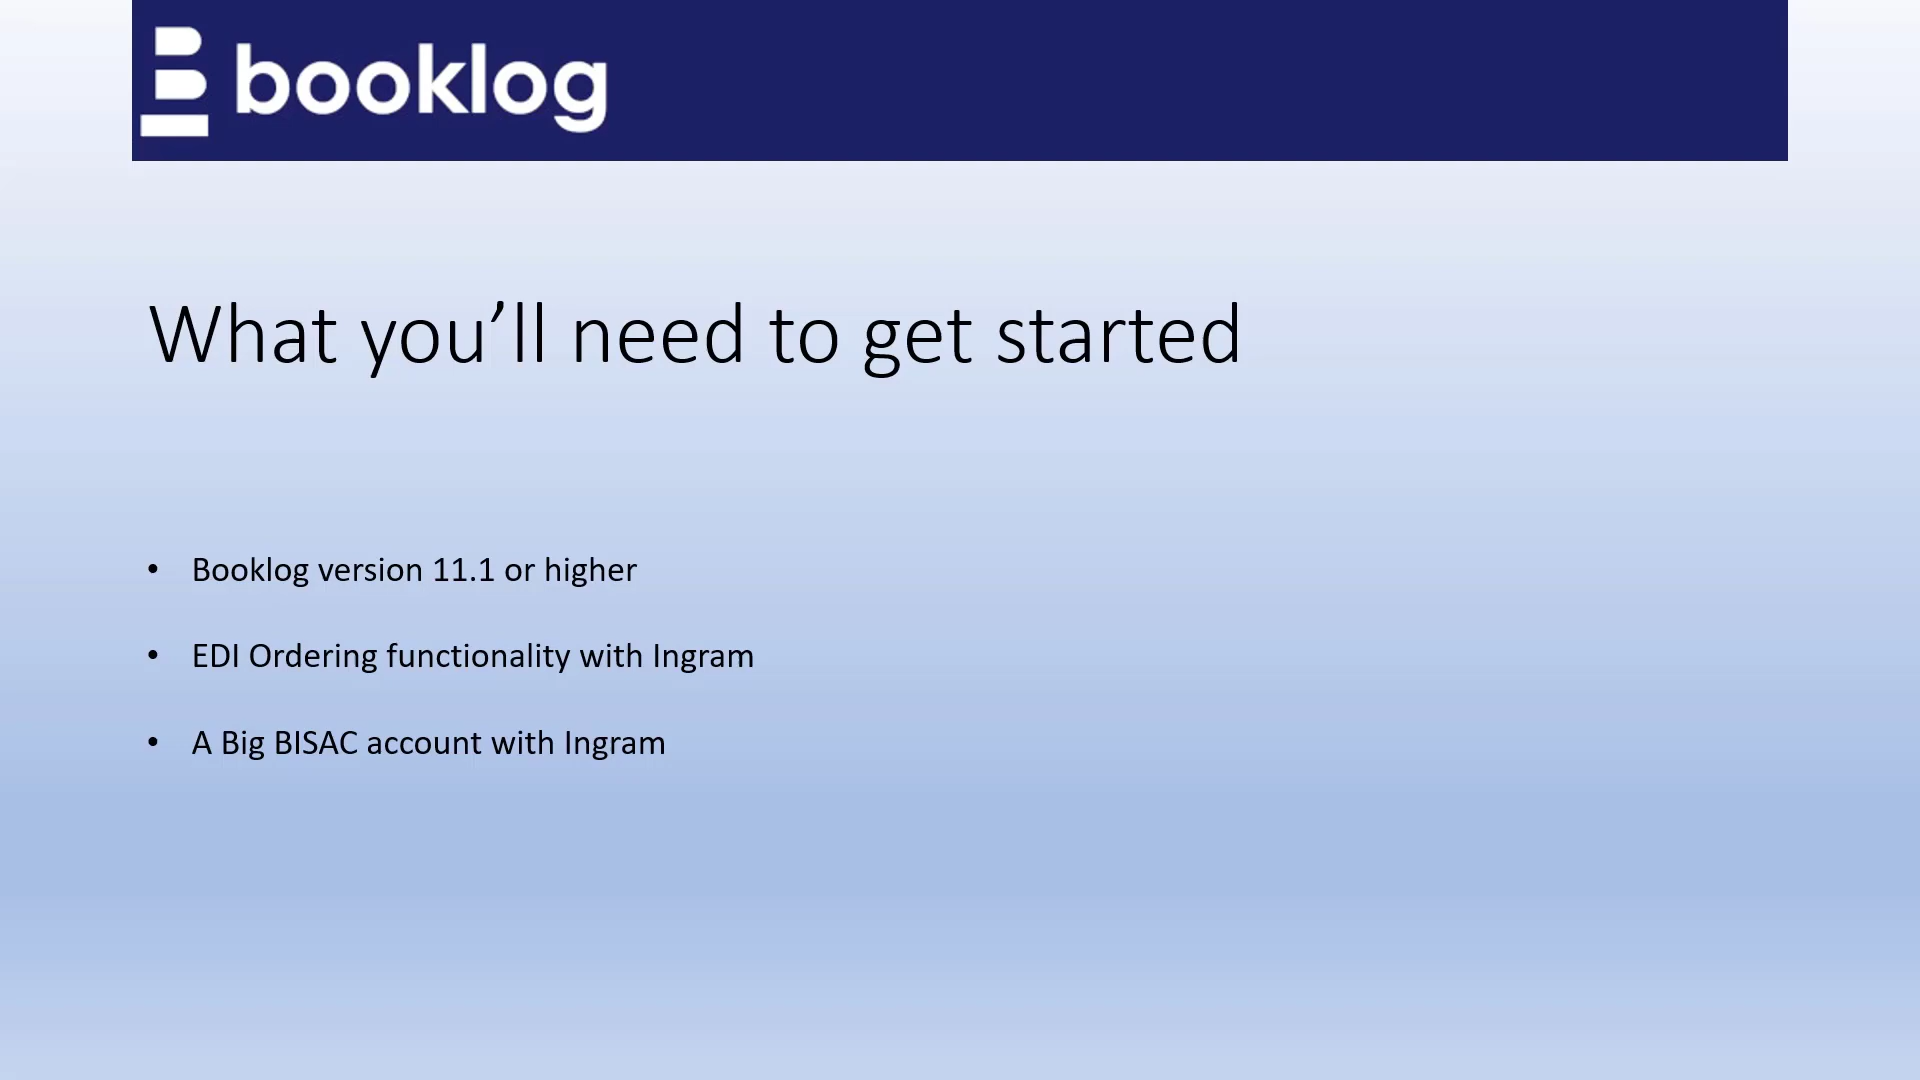 booklog
What you’ll need to get started
• Booklog version 11.1 or higher
• EDI Ordering functionality with Ingram
• A Big BISAC account with Ingram